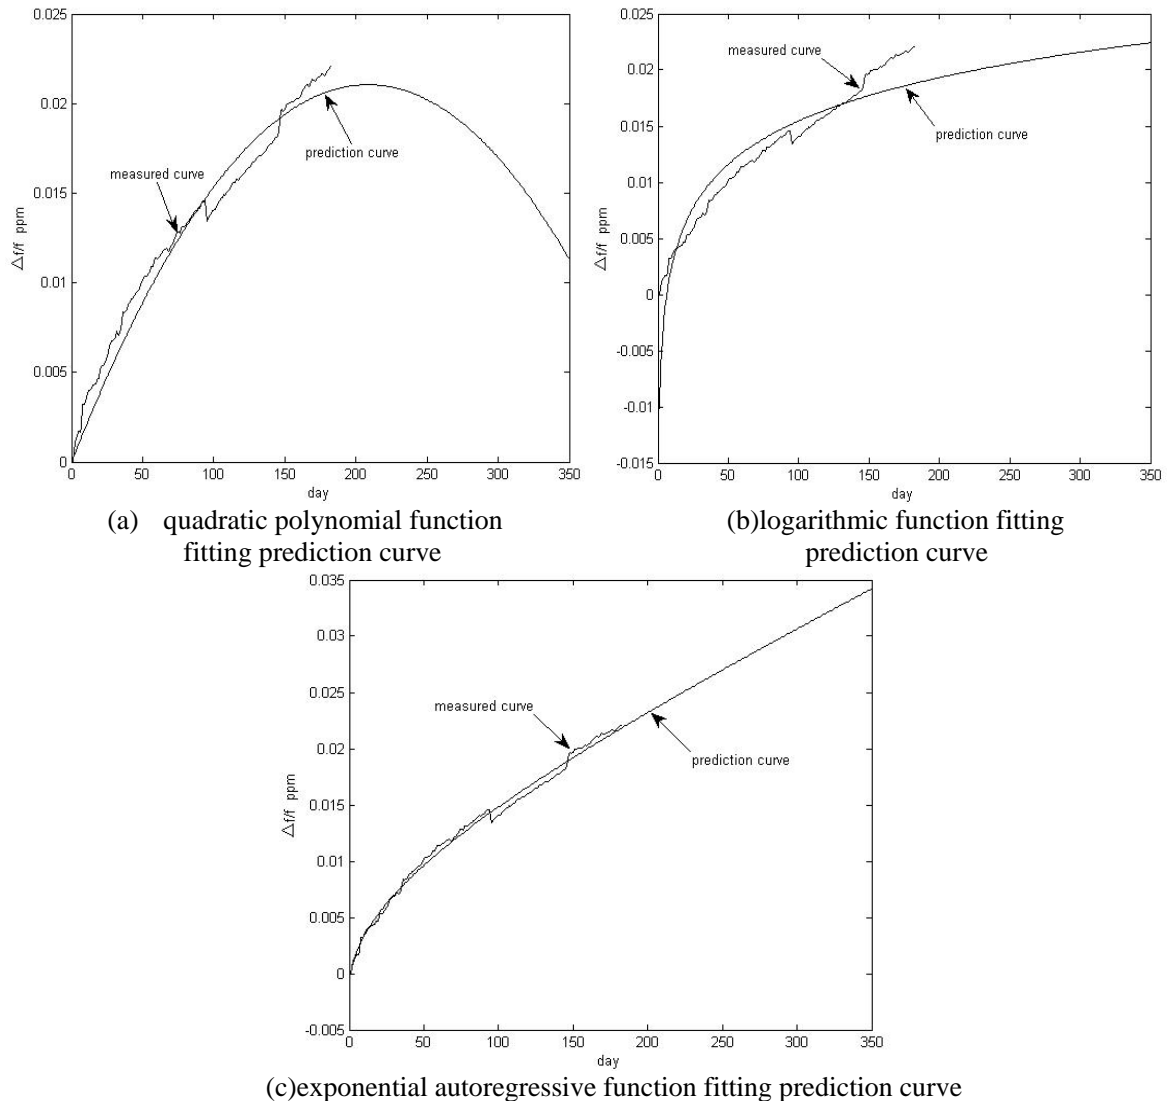 0.025
0.02
0.015
0.01
0.005
0
△f/f ppm
measured curve
prediction curve
0 50 100 150 200 250 300 350
day
(a) quadratic polynomial function
fitting prediction curve
0.025
0.02
0.015
0.01
0.005
0
-0.005
-0.01
-0.015
△f/f ppm
measured curve
prediction curve
0 50 100 150 200 250 300 350
day
(b)logarithmic function fitting
prediction curve
0.035
0.03
0.025
0.02
0.015
0.01
0.005
0
-0.005
△f/f ppm
measured curve
prediction curve
0 50 100 150 200 250 300 350
day
(c)exponential autoregressive function fitting prediction curve